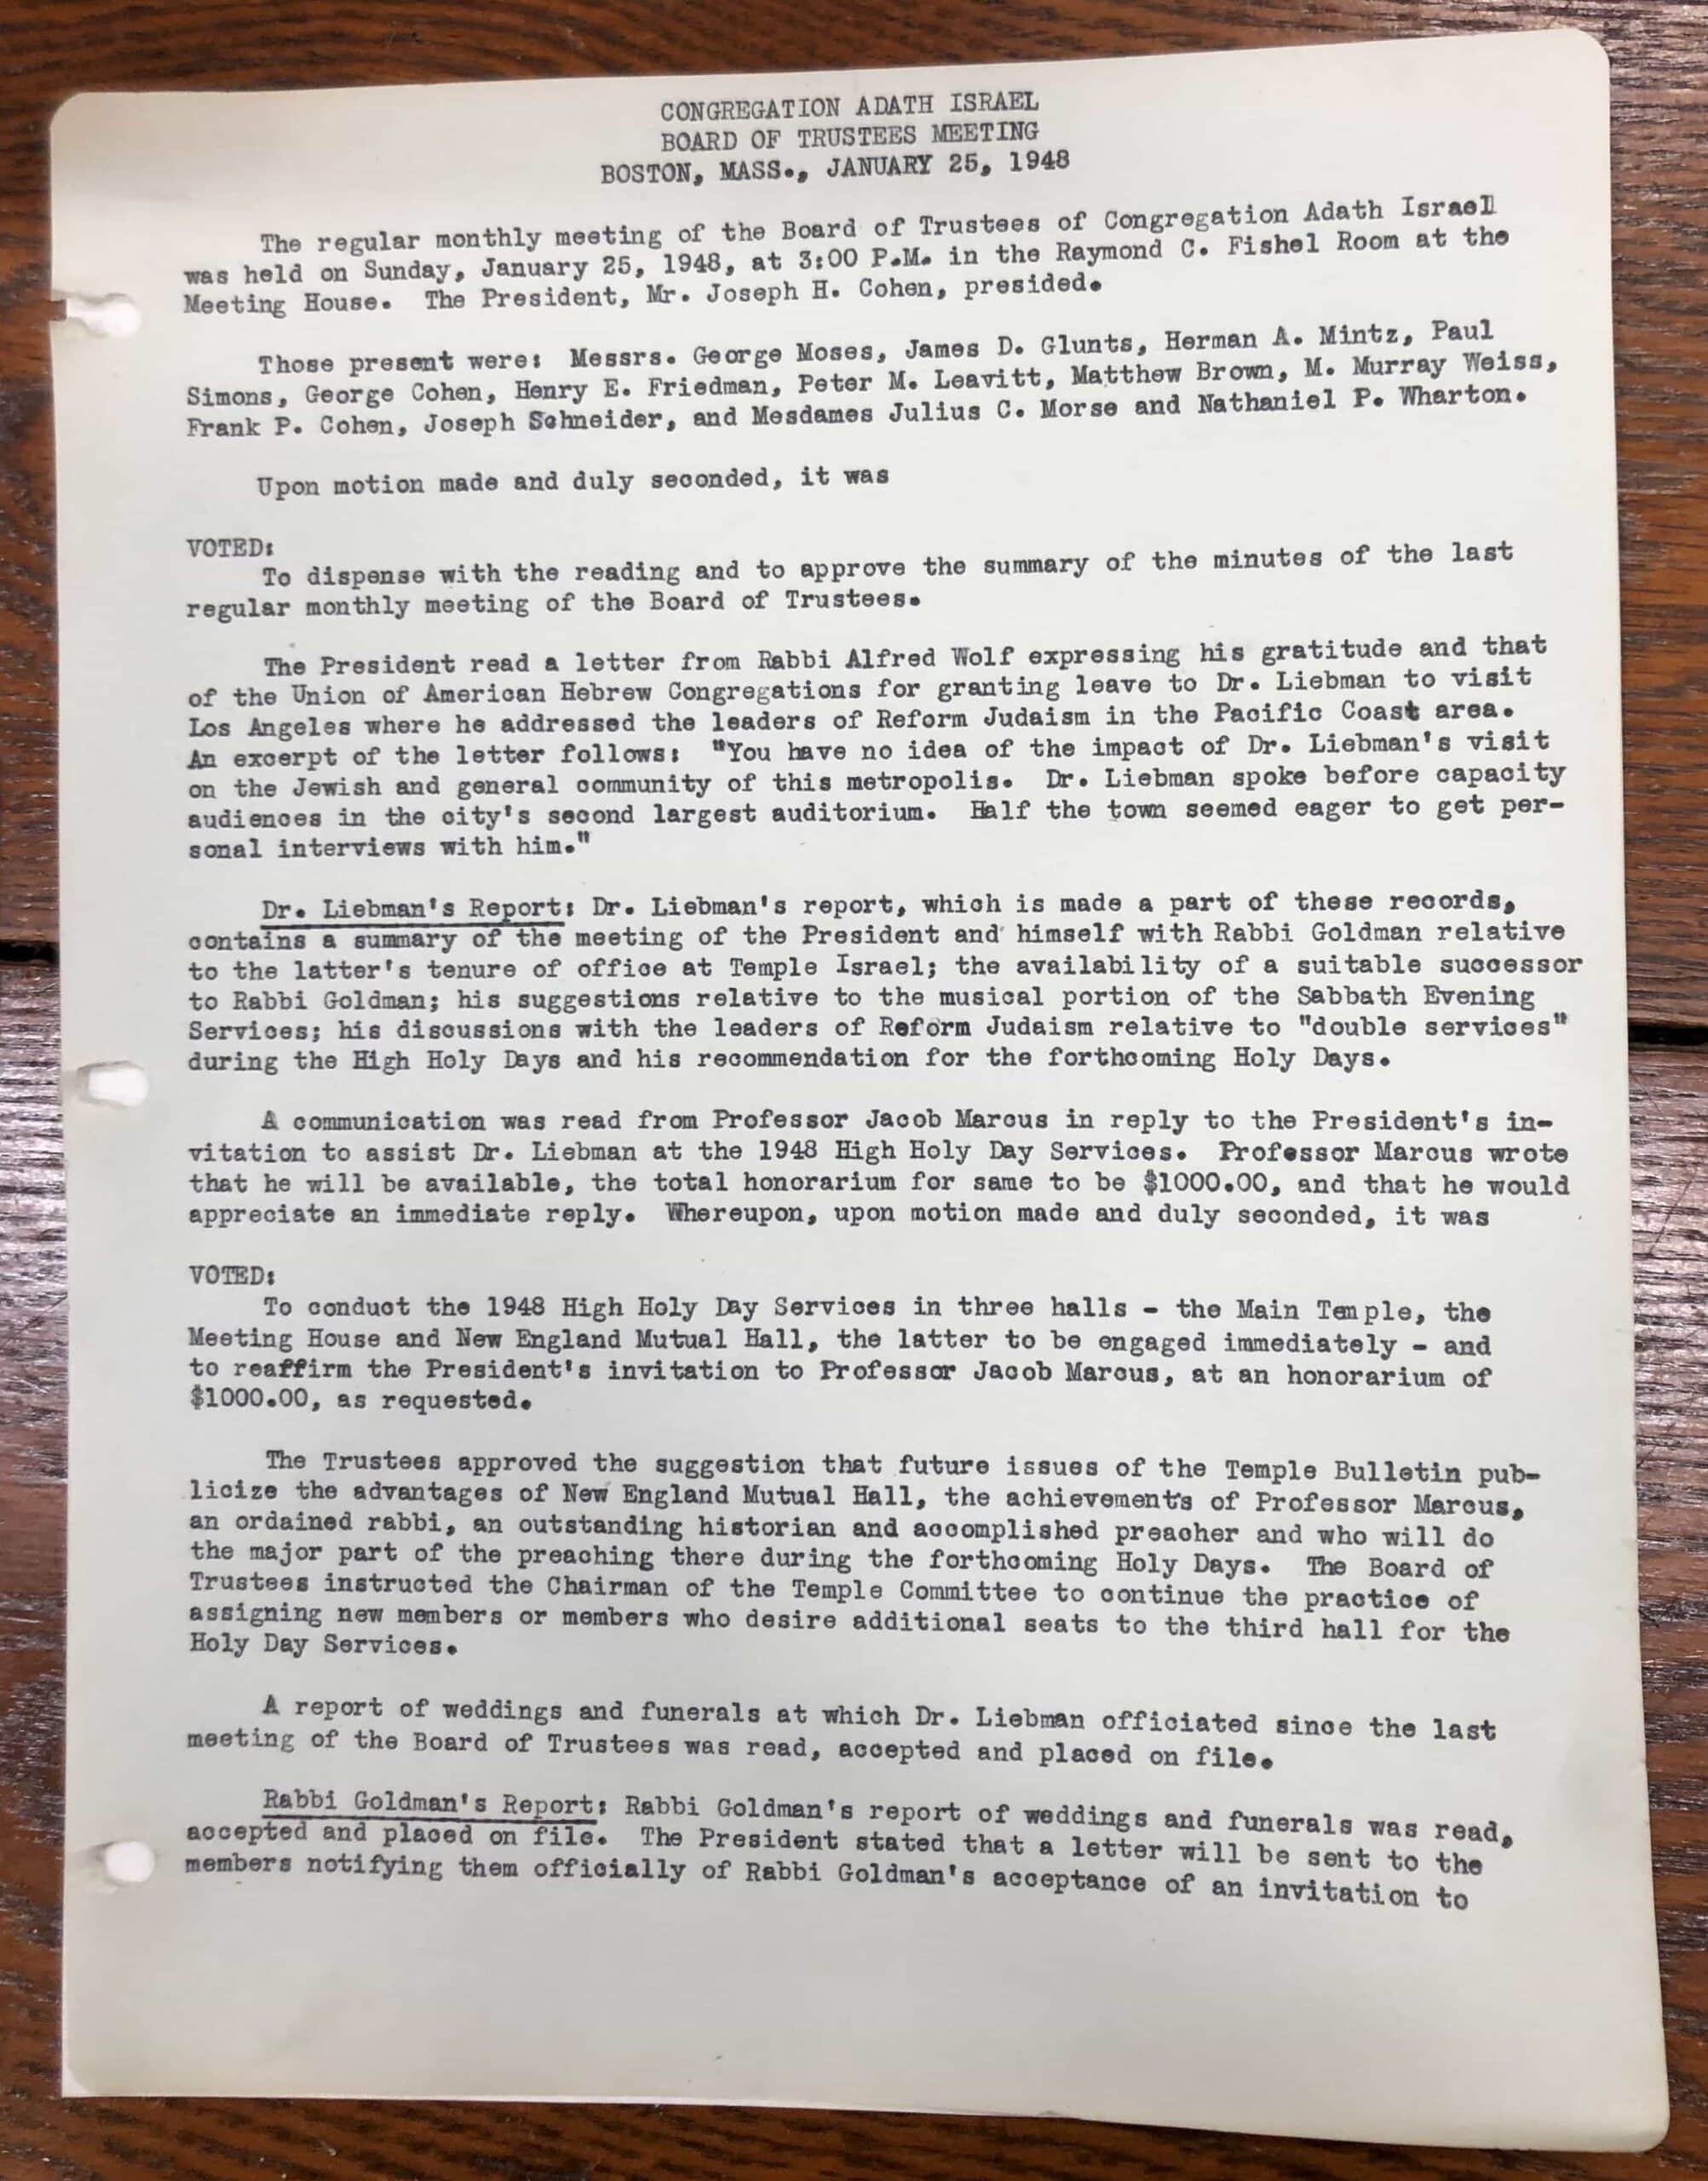 CONGREGATION ADATH ISRAEL
BOARD OF TRUSTEES MEETING
BOSTON, MASS., JANUARY 25, 1948
The regular monthly meeting of the Board of Trustees of Congregation Adath Israel
was held on Sunday, January 25, 1948, at 3:00 P.M. in the Raymond C. Fishel Room at the
Meeting House. The President, Mr. Joseph H. Cohen, presided.
Those present were: Messrs. George Moses, James D. Glunts, Herman A. Mintz, Paul
Simons, George Cohen, Henry E. Friedman, Peter M. Leavitt, Matthew Brown, M. Murray Weiss,
Frank P. Cohen, Joseph Schneider, and Mesdames Julius C. Morse and Nathaniel P. Wharton.
Upon motion made and duly seconded, it was
VOTED:
To dispense with the reading and to approve the summary of the minutes of the last
regular monthly meeting of the Board of Trustees.
The President read a letter from Rabbi Alfred Wolf expressing his gratitude and that
of the Union of American Hebrew Congregations for granting leave to Dr. Liebman to visit
Los Angeles where he addressed the leaders of Reform Judaism in the Pacific Coast area.
An excerpt of the letter follows: "You have no idea of the impact of Dr. Liebman's visit
on the Jewish and general community of this metropolis. Dr. Liebman spoke before capacity
audiences in the city's second largest auditorium. Half the town seemed eager to get per-
sonal interviews with him."
Dr. Liebman's Report: Dr. Liebman's report, which is made a part of these records,
contains a summary of the meeting of the President and himself with Rabbi Goldman relative
to the latter's tenure of office at Temple Israel; the availability of a suitable successor
to Rabbi Goldman; his suggestions relative to the musical portion of the Sabbath Evening
Services; his discussions with the leaders of Reform Judaism relative to "double services"
during the High Holy Days and his recommendation for the forthcoming Holy Days.
A communication was read from Professor Jacob Marcus in reply to the President's in-
vitation to assist Dr. Liebman at the 1948 High Holy Day Services. Professor Marcus wrote
that he will be available, the total honorarium for same to be $1000.00, and that he would
appreciate an immediate reply. Whereupon, upon motion made and duly seconded, it was
VOTED:
To conduct the 1948 High Holy Day Services in three halls - the Main Temple, the
Meeting House and New England Mutual Hall, the latter to be engaged immediately - and
to reaffirm the President's invitation to Professor Jacob Marcus, at an honorarium of
$1000.00, as requested.
The Trustees approved the suggestion that future issues of the Temple Bulletin pub-
licize the advantages of New England Mutual Hall, the achievements of Professor Marcus,
an ordained rabbi, an outstanding historian and accomplished preacher and who will do
the major part of the preaching there during the forthcoming Holy Days. The Board of
Trustees instructed the Chairman of the Temple Committee to continue the practice of
assigning new members or members who desire additional seats to the third hall for the
Holy Day Services.
A report of weddings and funerals at which Dr. Liebman officiated since the last
meeting of the Board of Trustees was read, accepted and placed on file.
Rabbi Goldman's Report: Rabbi Goldman's report of weddings and funerals was read,
accepted and placed on file. The President stated that a letter will be sent to the
members notifying them officially of Rabbi Goldman's acceptance of an invitation to